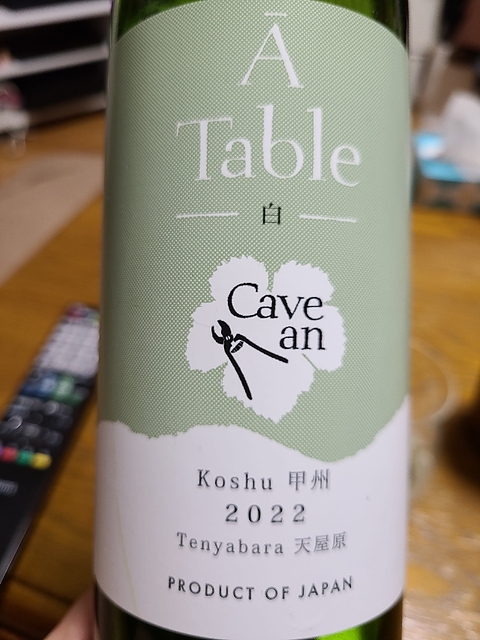 Ā
Table
白
Cave
an
Koshu 甲州
2022
Tenyabara 天屋原
PRODUCT OF JAPAN